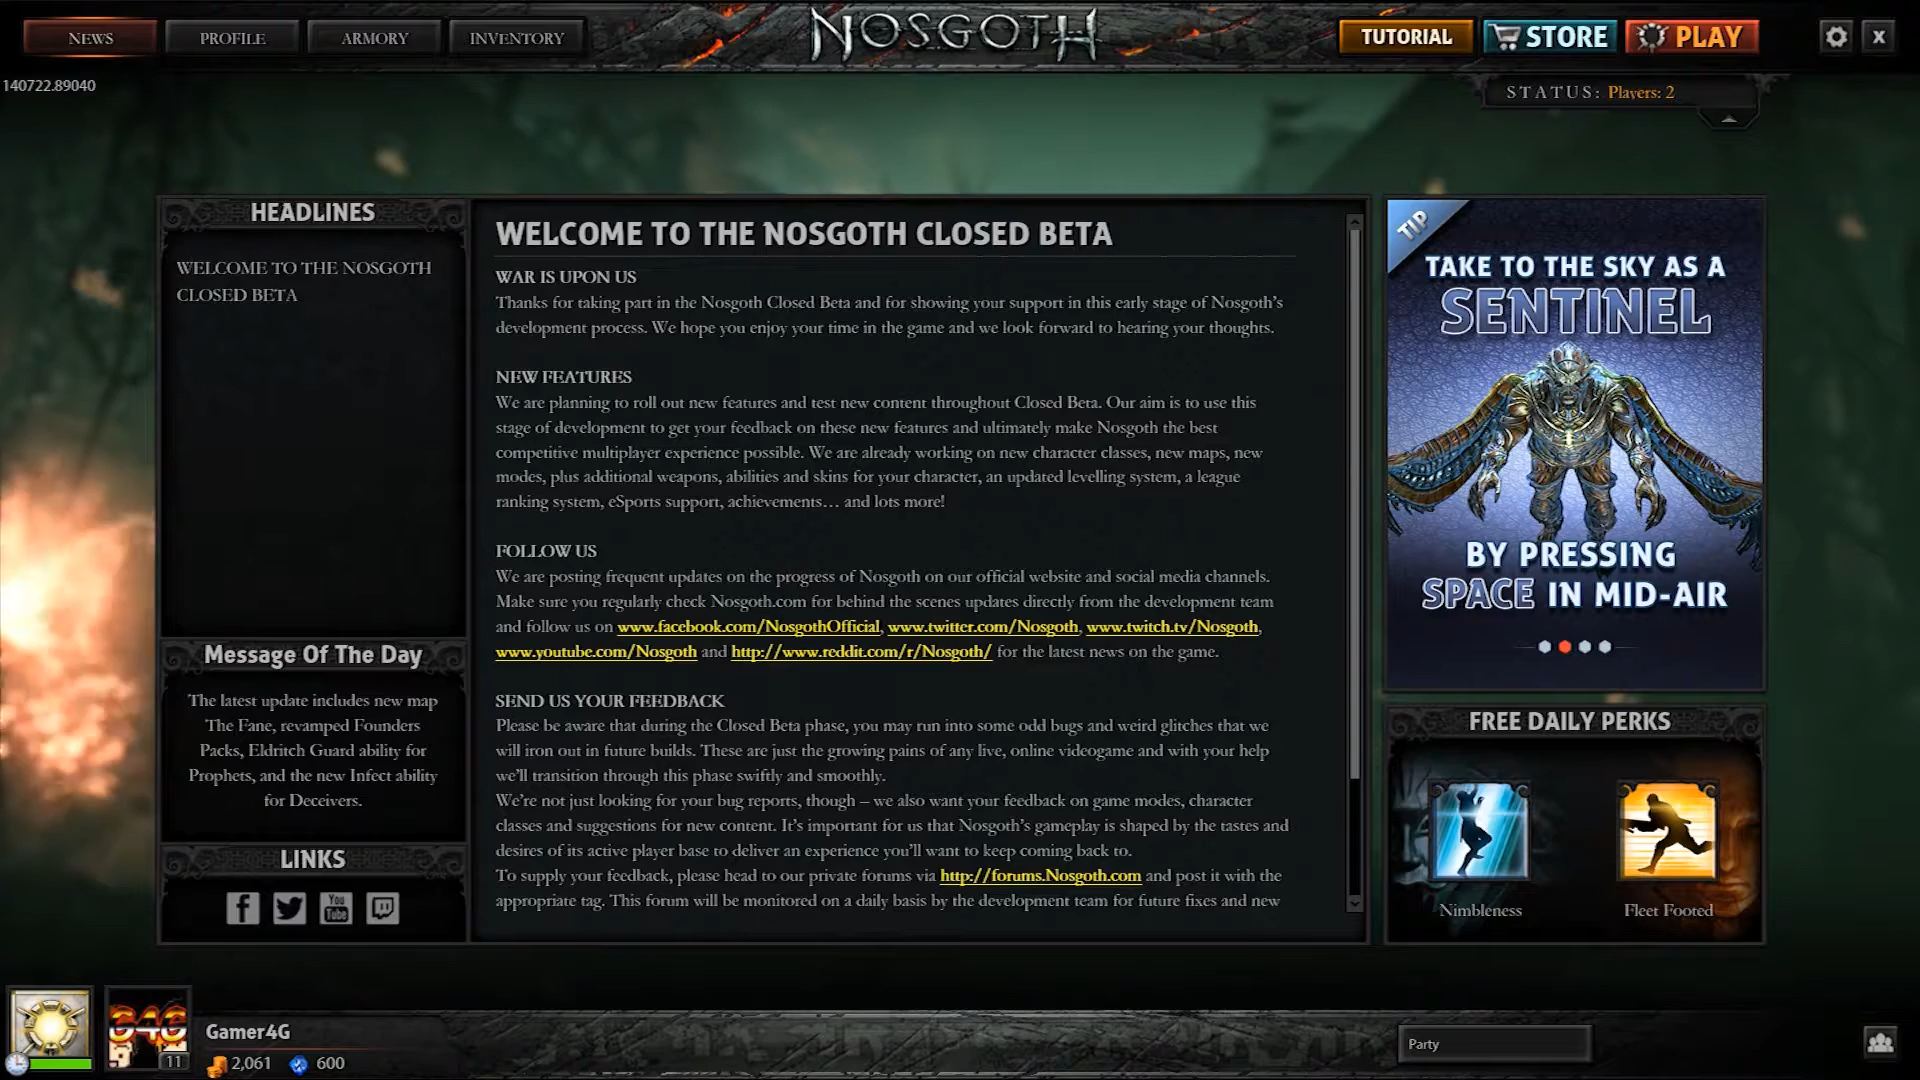 NEWS
PROFILE
ARMORY
INVENTORY
NOSGOTH
TUTORIAL
STORE
PLAY
X
140722.89040
STATUS: Players: 2
HEADLINES
WELCOME TO THE NOSGOTH
CLOSED BETA
Message Of The Day
The latest update includes new map
The Fane, revamped Founders
Packs, Eldritch Guard ability for
Prophets, and the new Infect ability
for Deceivers.
LINKS
You
Tube
WELCOME TO THE NOSGOTH CLOSED BETA
WAR IS UPON US
Thanks for taking part in the Nosgoth Closed Beta and for showing your support in this early stage of Nosgoth's
development process. We hope you enjoy your time in the game and we look forward to hearing your thoughts.
NEW FEATURES
We are planning to roll out new features and test new content throughout Closed Beta. Our aim is to use this
stage of development to get your feedback on these new features and ultimately make Nosgoth the best
competitive multiplayer experience possible. We are already working on new character classes, new maps, new
modes, plus additional weapons, abilities and skins for your character, an updated levelling system, a league
ranking system, eSports support, achievements... and lots more!
FOLLOW US
We are posting frequent updates on the progress of Nosgoth on our official website and social media channels.
Make sure you regularly check Nosgoth.com for behind the scenes updates directly from the development team
and follow us on www.facebook.com/NosgothOfficial, www.twitter.com/Nosgoth, www.twitch.tv/Nosgoth,
www.youtube.com/Nosgoth and http://www.reddit.com/r/Nosgoth/ for the latest news on the game.
SEND US YOUR FEEDBACK
Please be aware that during the Closed Beta phase, you may run into some odd bugs and weird glitches that we
will iron out in future builds. These are just the growing pains of any live, online videogame and with your help
we'll transition through this phase swiftly and smoothly.
We're not just looking for your bug reports, though – we also want your feedback on game modes, character
classes and suggestions for new content. It's important for us that Nosgoth's gameplay is shaped by the tastes and
desires of its active player base to deliver an experience you'll want to keep coming back to.
To supply your feedback, please head to our private forums via http://forums.Nosgoth.com and post it with the
appropriate tag. This forum will be monitored on a daily basis by the development team for future fixes and new
TIP
TAKE TO THE SKY AS A
SENTINEL
BY PRESSING
SPACE IN MID-AIR
FREE DAILY PERKS
Nimbleness
Fleet Footed
G4G
11
Gamer4G
2,061
600
Party